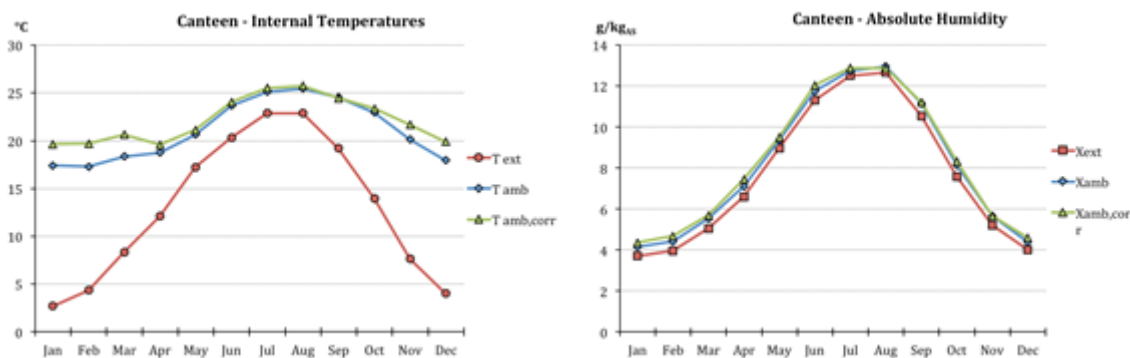 Canteen - Internal Temperatures
°C
30
25
20
15
10
5
0
Jan Feb Mar Apr May Jun Jul Aug Sep Oct Nov Dec
T ext
T amb
T amb,corr
Canteen - Absolute Humidity
g/kgAS
14
12
10
8
6
4
2
0
Jan Feb Mar Apr May Jun Jul Aug Sep Oct Nov Dec
Xext
Xamb
Xamb,cor
r